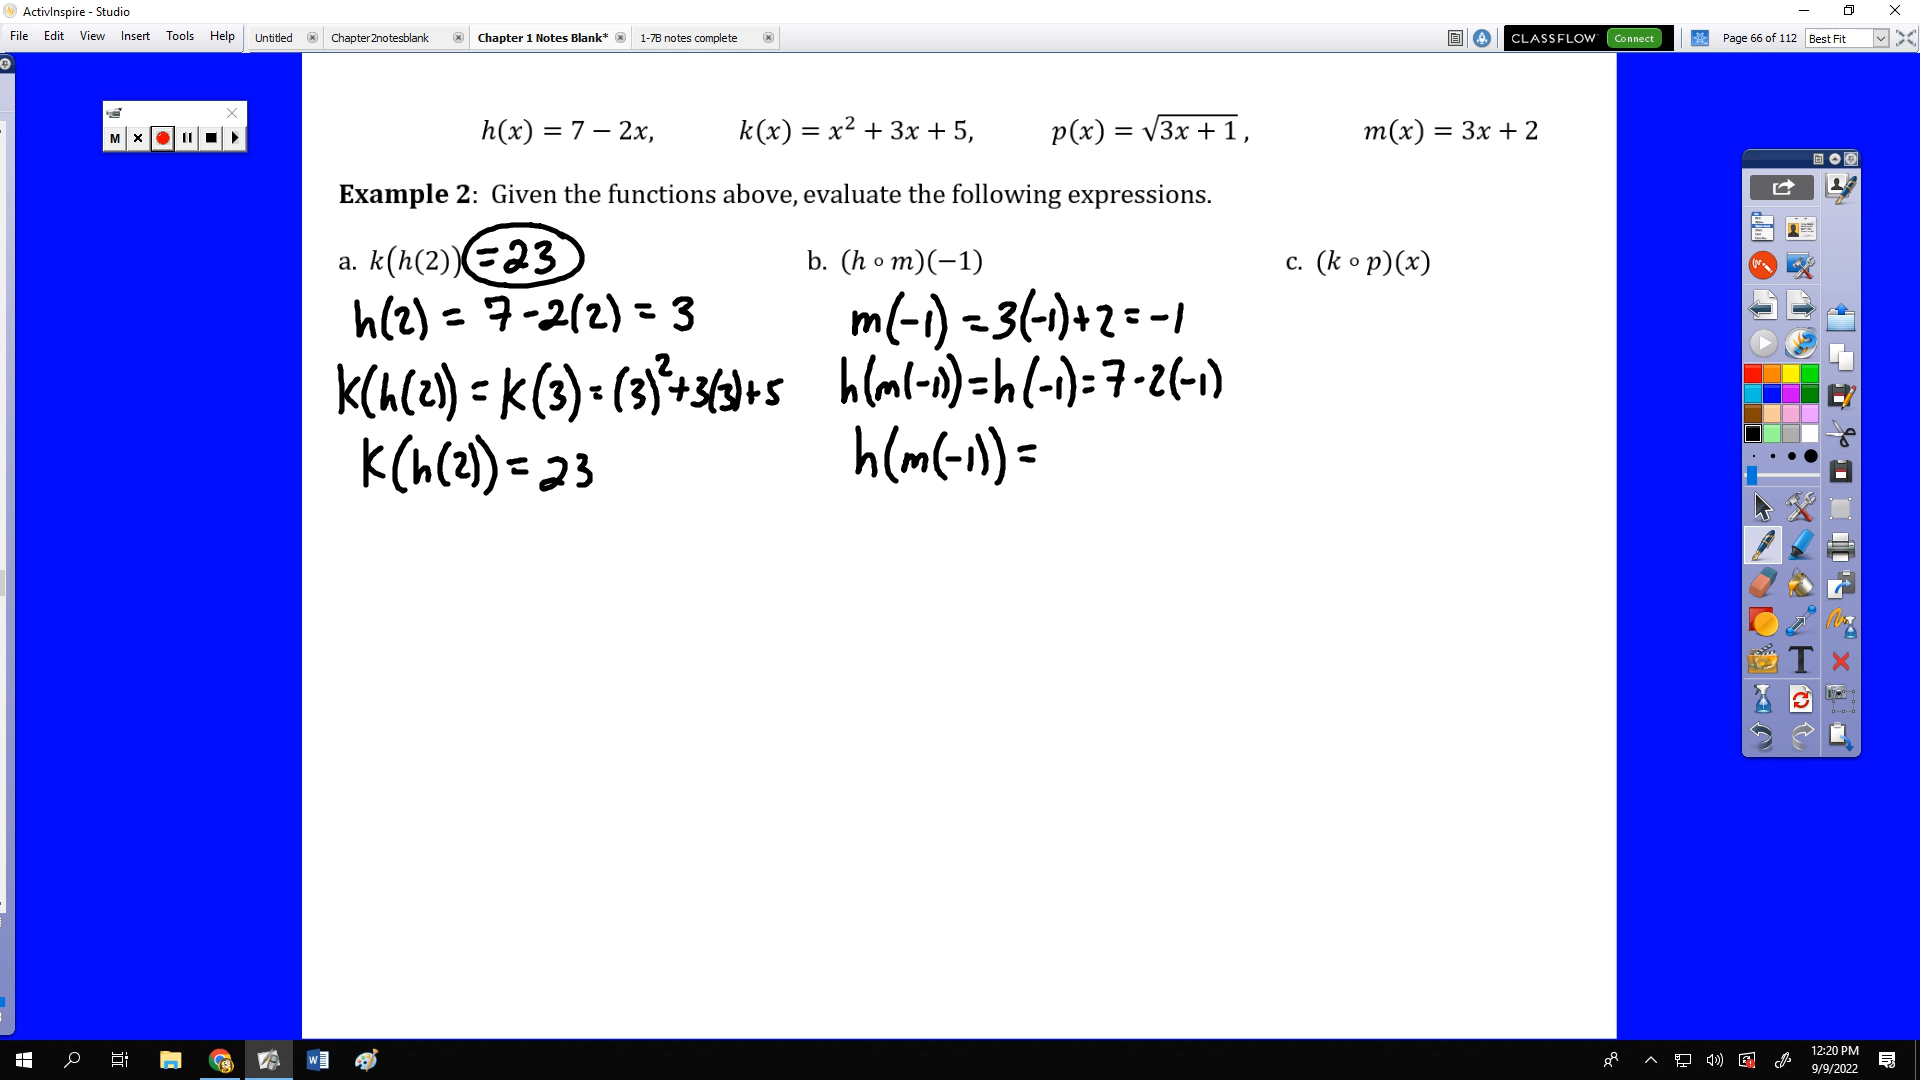 ActivInspire - Studio
File Edit View Insert Tools Help
Untitled Chapter2notesblank Chapter 1 Notes Blank* 1-7B notes complete
CLASSFLOW Connect Page 66 of 112 Best Fit
M
h(x) = 7 − 2x, k(x) = x² + 3x + 5, p(x) = √(3x + 1), m(x) = 3x + 2
Example 2: Given the functions above, evaluate the following expressions.
a. k(h(2)) = 23
h(2) = 7 - 2(2) = 3
k(h(2)) = k(3) = (3)² + 3(3) + 5
k(h(2)) = 23
b. (h ∘ m)(−1)
m(-1) = 3(-1) + 2 = -1
h(m(-1)) = h(-1) = 7 - 2(-1)
h(m(-1)) =
c. (k ∘ p)(x)
12:20 PM
9/9/2022